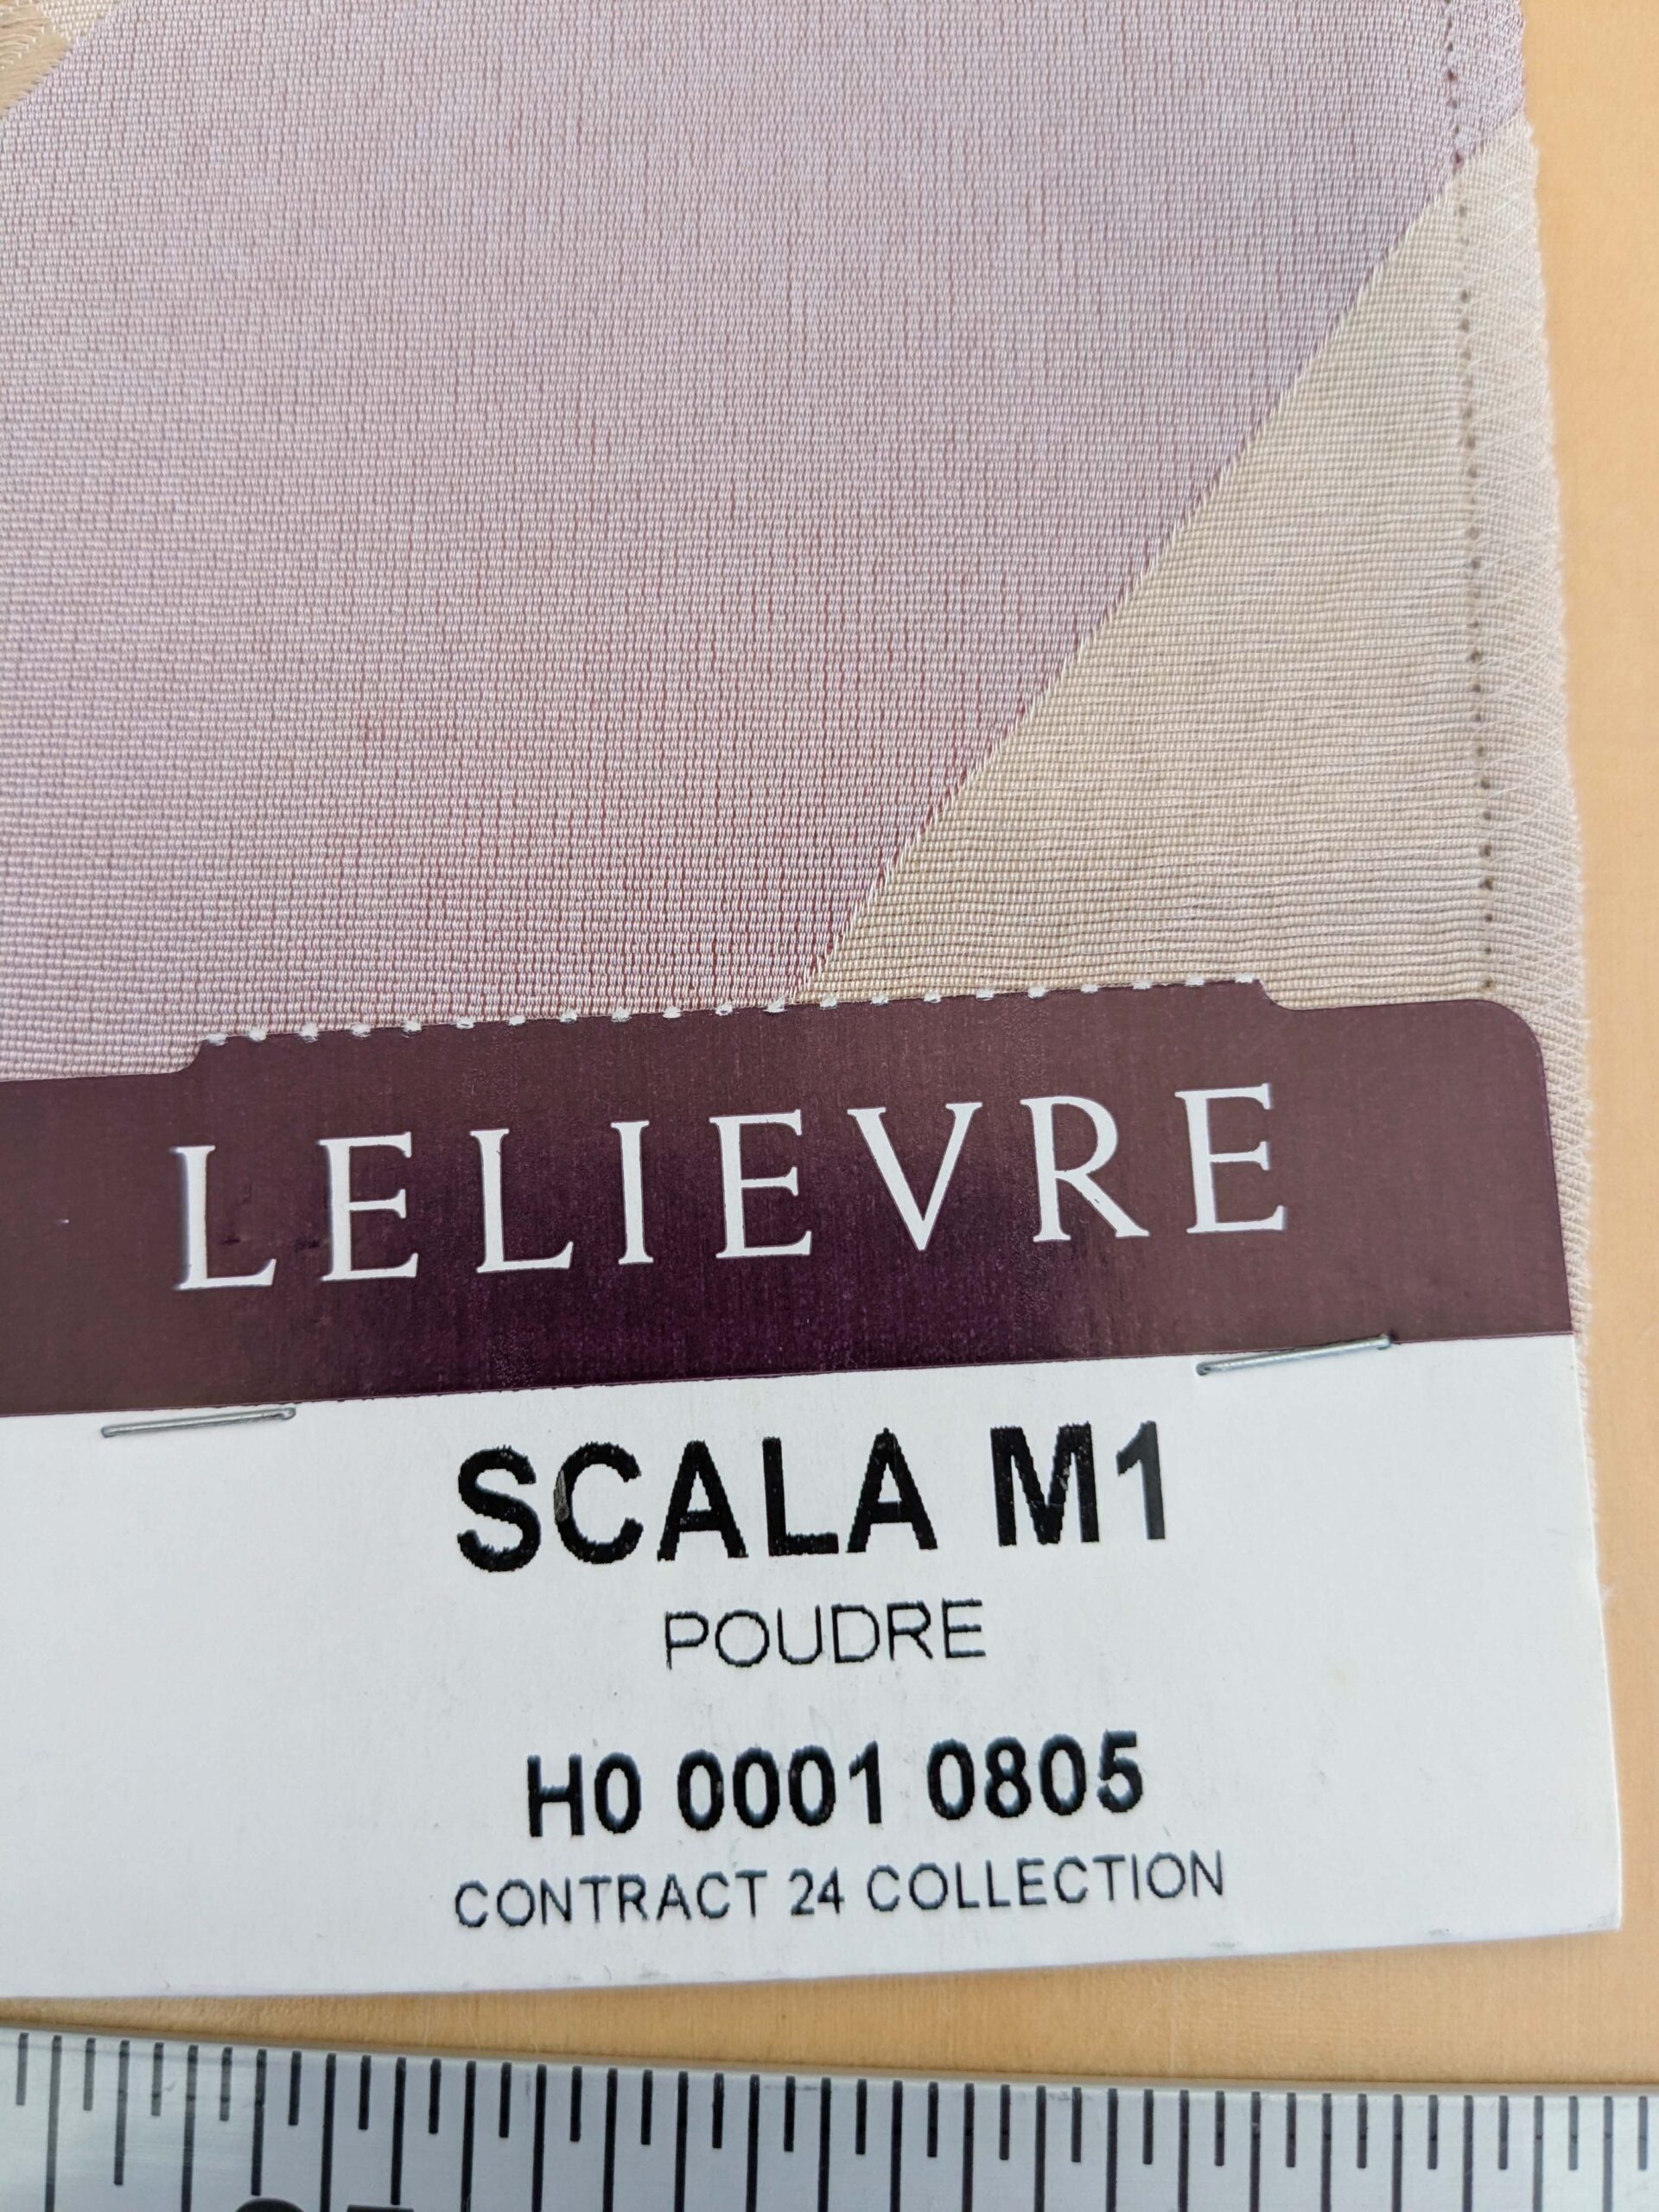 LELIEVRE
SCALA M1
POUDRE
H0 0001 0805
CONTRACT 24 COLLECTION